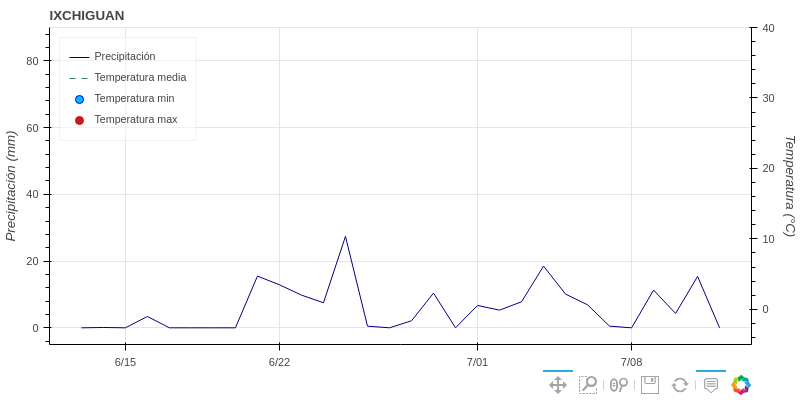 IXCHIGUAN
Precipitación
Temperatura media
Temperatura min
Temperatura max
Precipitación (mm)
80
60
40
20
0
Temperatura (°C)
40
30
20
10
0
6/15
6/22
7/01
7/08